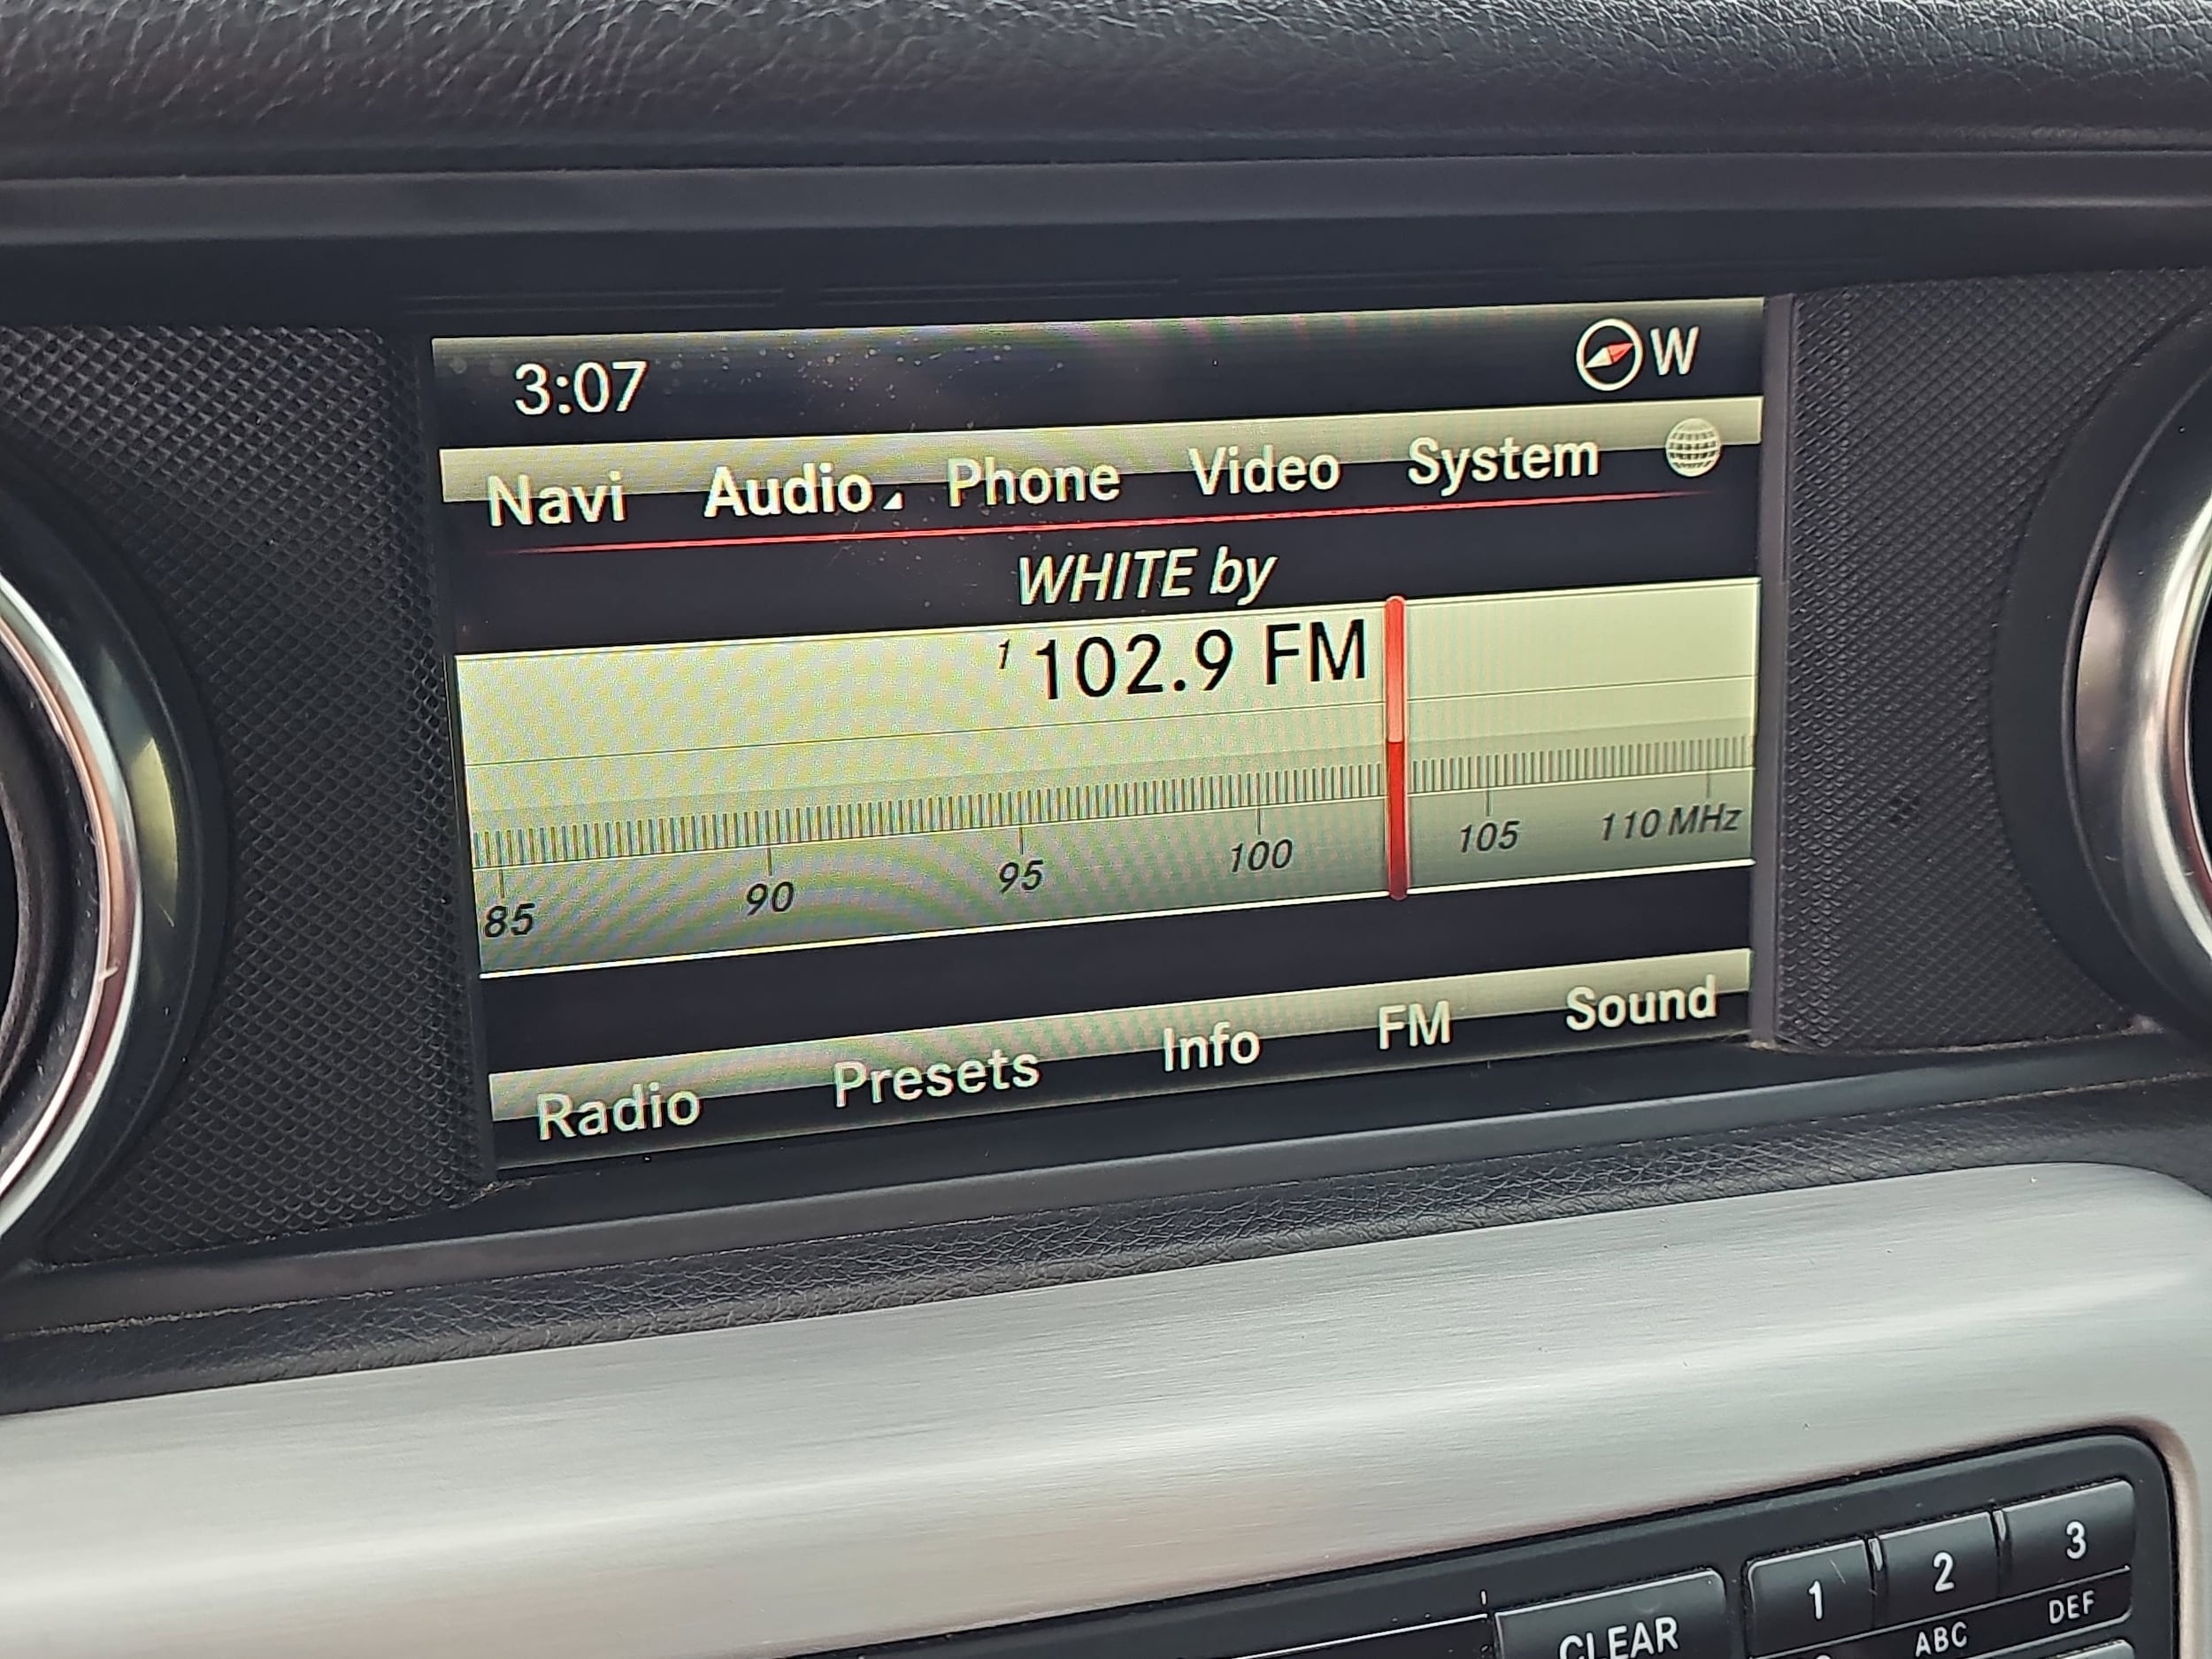 3:07 W
Navi Audio Phone Video System
WHITE by
1 102.9 FM
85 90 95 100 105 110 MHz
Radio Presets Info FM Sound
CLEAR 1 2 3
ABC DEF